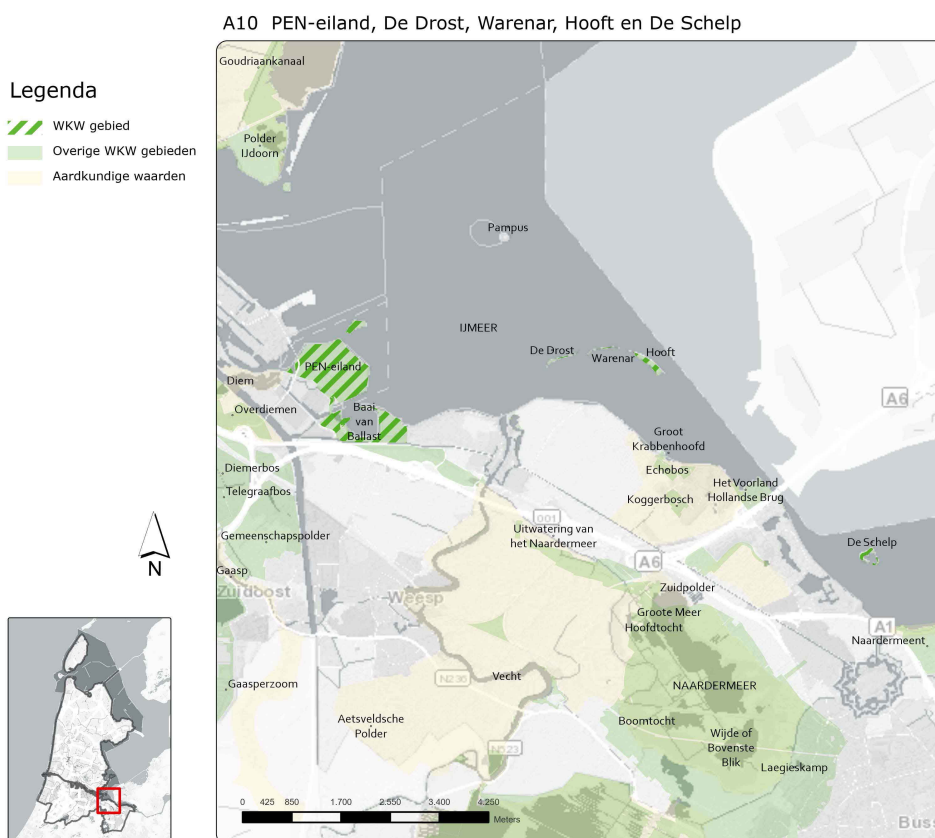 A10 PEN-eiland, De Drost, Warenar, Hooft en De Schelp
Legenda
WKW gebied
Overige WKW gebieden
Aardkundige waarden
N
Goudriaankanaal
Polder
IJdoorn
Pampus
IJMEER
De Drost
Warenar
Hooft
PEN-eiland
Diem
Overdiemen
Baai
van
Ballast
A6
Groot
Krabbenhoofd
Echobos
Koggerbosch
Het Voorland
Hollandse Brug
Diemerbos
Telegraafbos
Gemeenschapspolder
Uitwatering van
het Naardermeer
De Schelp
A6
Gaasp
Zuidoost
Weesp
Zuidpolder
Groote Meer
Hoofdtocht
A1
Naardermeent
Gaasperzoom
N236
Vecht
NAARDERMEER
Aetsveldsche
Polder
Boomtocht
Wijde of
Bovenste
Blik
Laegieskamp
N523
0 425 850 1.700 2.550 3.400 4.250
Meters
Buss